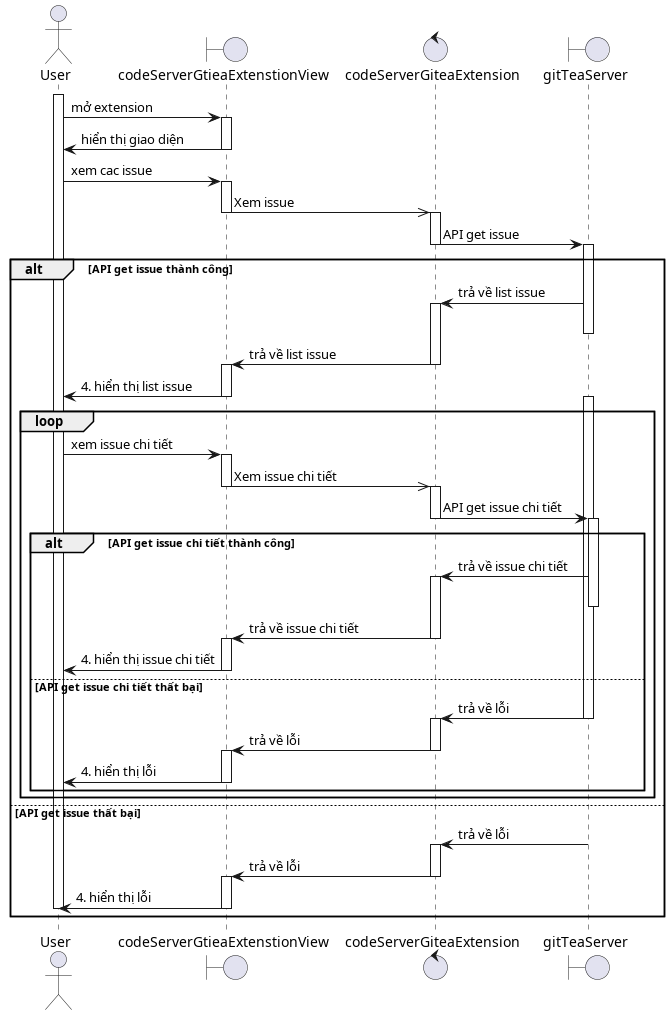 User
codeServerGtieaExtenstionView
codeServerGiteaExtension
gitTeaServer
mở extension
hiển thị giao diện
xem cac issue
Xem issue
API get issue
alt [API get issue thành công]
trả về list issue
trả về list issue
4. hiển thị list issue
loop
xem issue chi tiết
Xem issue chi tiết
API get issue chi tiết
alt [API get issue chi tiết thành công]
trả về issue chi tiết
trả về issue chi tiết
4. hiển thị issue chi tiết
[API get issue chi tiết thất bại]
trả về lỗi
trả về lỗi
4. hiển thị lỗi
[API get issue thất bại]
trả về lỗi
trả về lỗi
4. hiển thị lỗi
User
codeServerGtieaExtenstionView
codeServerGiteaExtension
gitTeaServer